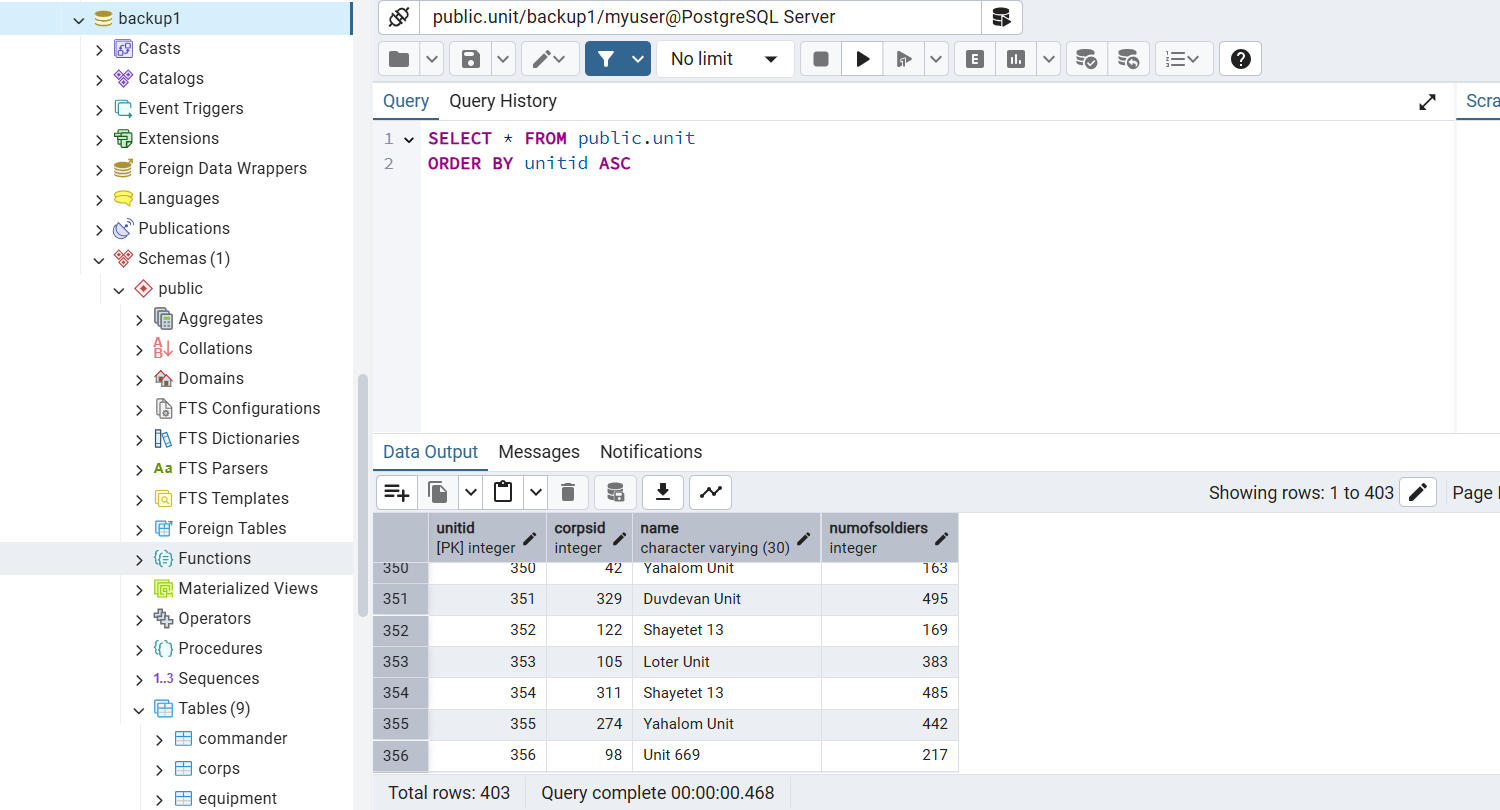 backup1
Casts
Catalogs
Event Triggers
Extensions
Foreign Data Wrappers
Languages
Publications
Schemas (1)
public
Aggregates
Collations
Domains
FTS Configurations
FTS Dictionaries
Aa FTS Parsers
FTS Templates
Foreign Tables
Functions
Materialized Views
Operators
Procedures
1..3 Sequences
Tables (9)
commander
corps
equipment
public.unit/backup1/myuser@PostgreSQL Server
No limit
E
Query Query History
Scra
1 SELECT * FROM public.unit
2 ORDER BY unitid ASC
Data Output Messages Notifications
Showing rows: 1 to 403 Page
unitid corpsid name numofsoldiers
[PK] integer integer character varying (30) integer
350 350 42 Yahalom Unit 163
351 351 329 Duvdevan Unit 495
352 352 122 Shayetet 13 169
353 353 105 Loter Unit 383
354 354 311 Shayetet 13 485
355 355 274 Yahalom Unit 442
356 356 98 Unit 669 217
Total rows: 403 Query complete 00:00:00.468